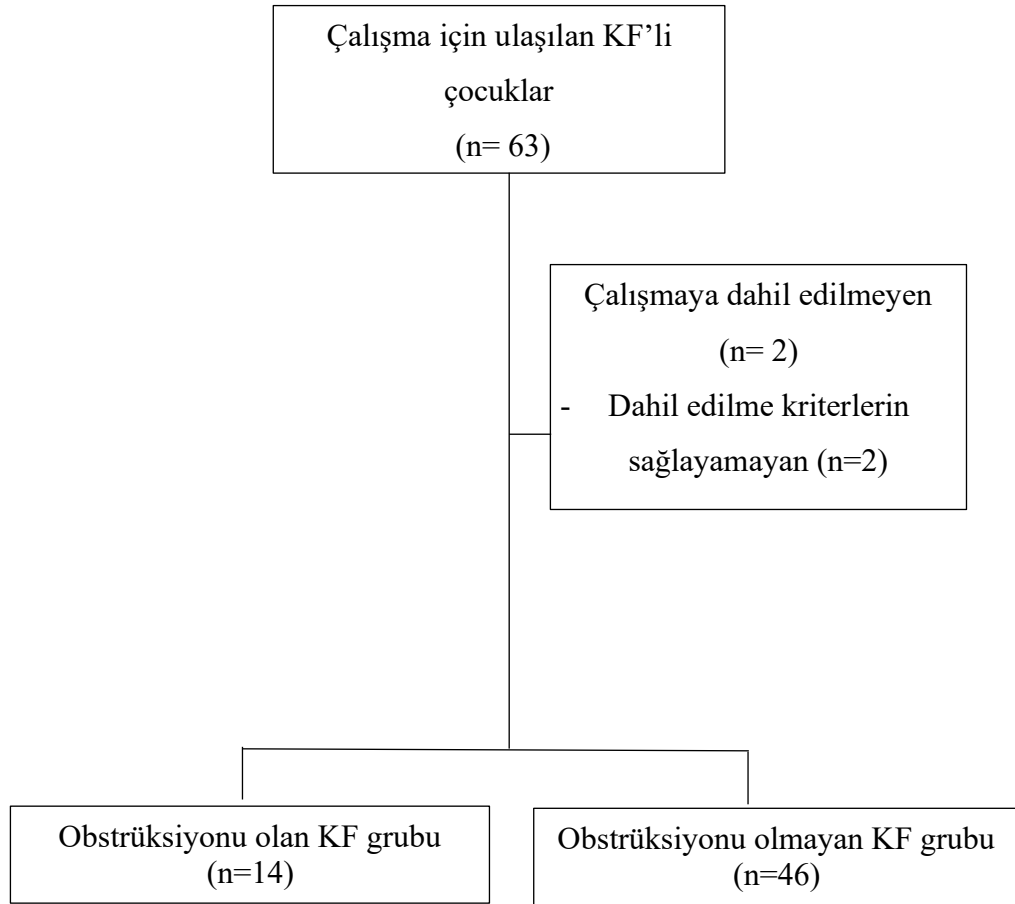 Çalışma için ulaşılan KF’li
çocuklar
(n= 63)
Çalışmaya dahil edilmeyen
(n= 2)
- Dahil edilme kriterlerin
sağlayamayan (n=2)
Obstrüksiyonu olan KF grubu
(n=14)
Obstrüksiyonu olmayan KF grubu
(n=46)